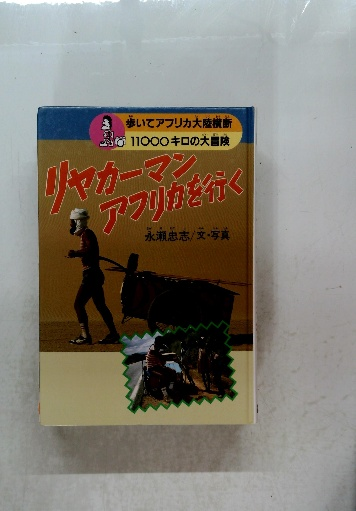 歩いてアフリカ大陸横断
11000キロの大冒険
リヤカーマン
アフリカを行く
永瀬忠志/文・写真